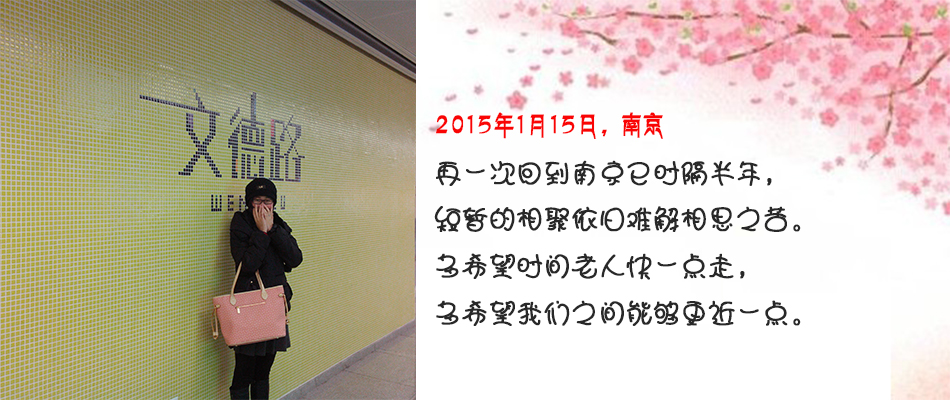 文德路
2015年1月15日，南京
再一次回到南京已时隔半年，
短暂的相聚依旧难解相思之苦。
多希望时间老人快一点走，
多希望我们之间能够更近一点。